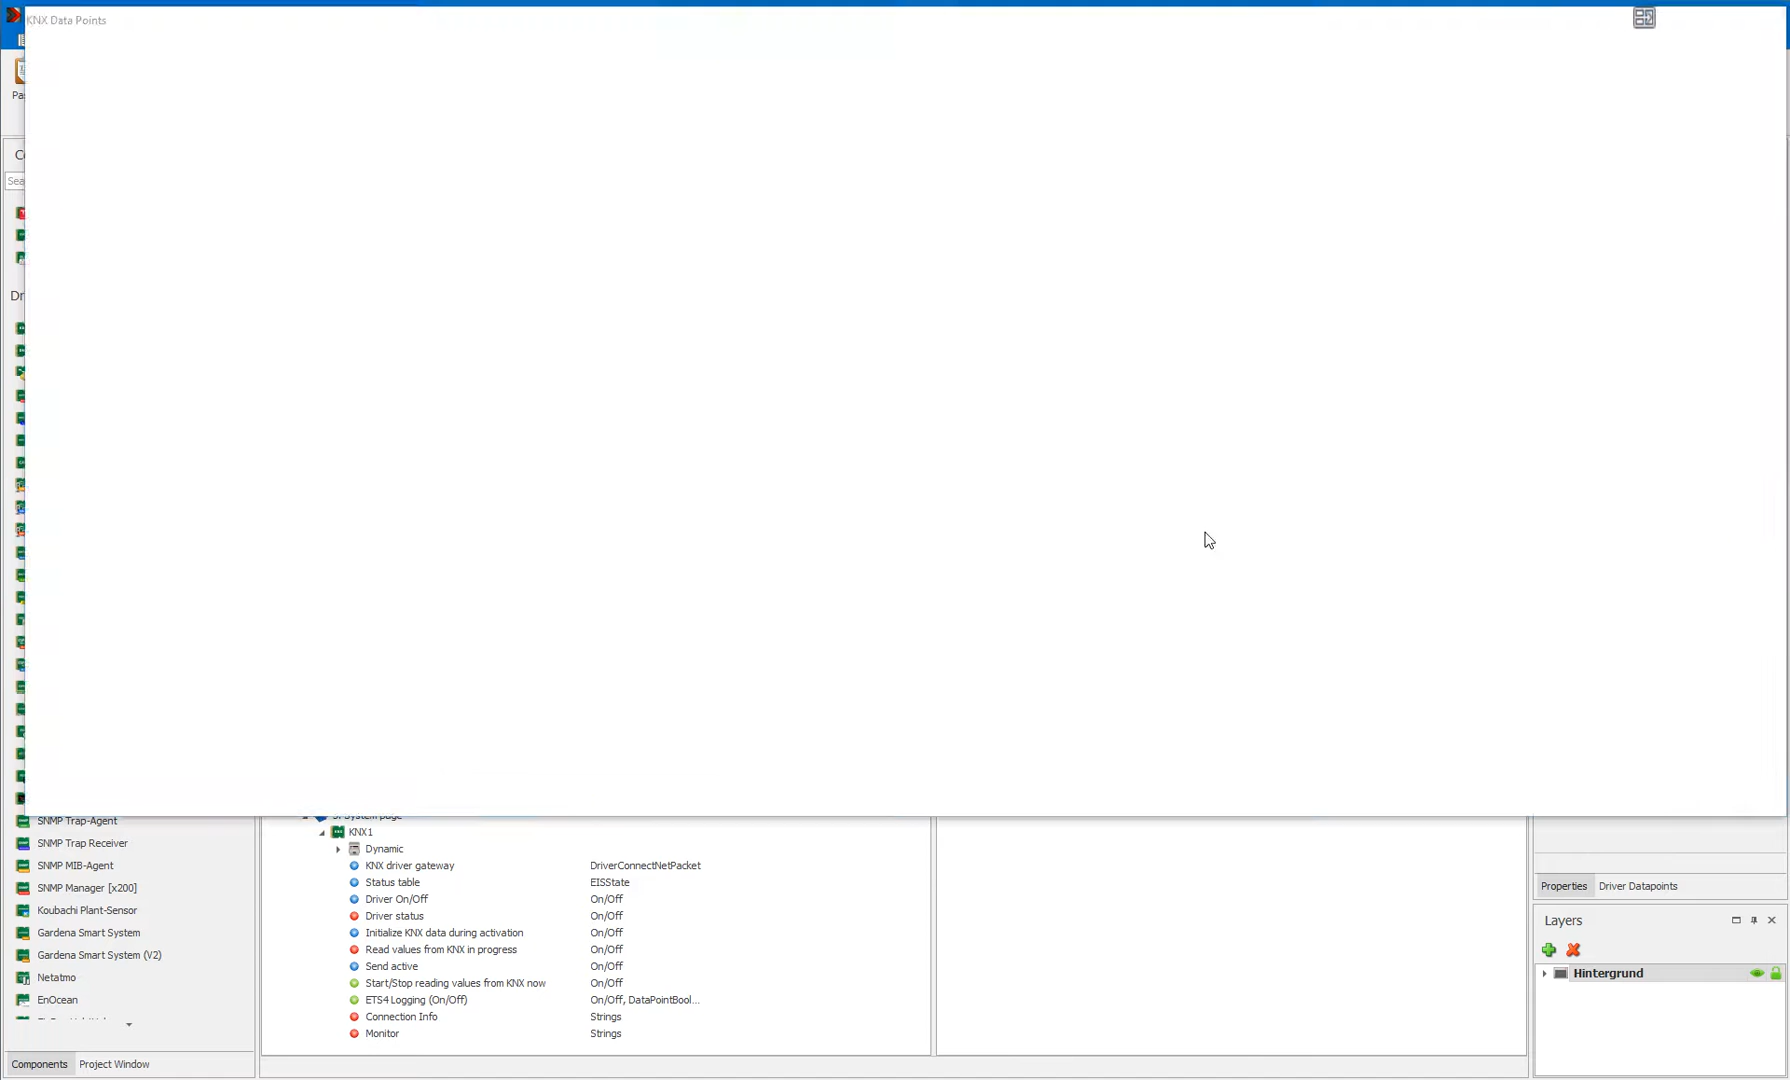 KNX Data Points
Pas
Co
Sea
Dr
SNMP Trap-Agent
SNMP Trap Receiver
SNMP MIB-Agent
SNMP Manager [x200]
Koubachi Plant-Sensor
Gardena Smart System
Gardena Smart System (V2)
Netatmo
EnOcean
Components
Project Window
KNX1
Dynamic
KNX driver gateway DriverConnectNetPacket
Status table EISState
Driver On/Off On/Off
Driver status On/Off
Initialize KNX data during activation On/Off
Read values from KNX in progress On/Off
Send active On/Off
Start/Stop reading values from KNX now On/Off
ETS4 Logging (On/Off) On/Off, DataPointBool...
Connection Info Strings
Monitor Strings
Properties
Driver Datapoints
Layers
Hintergrund